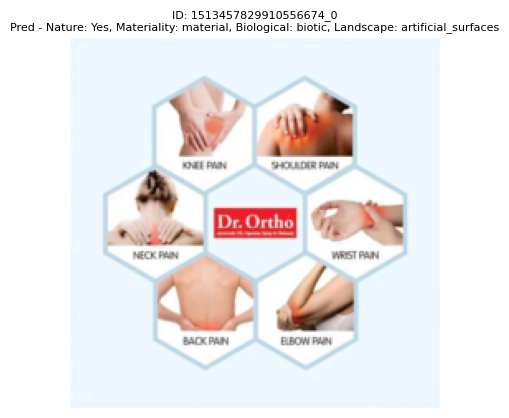 ID: 1513457829910556674_0
Pred - Nature: Yes, Materiality: material, Biological: biotic, Landscape: artificial_surfaces
KNEE PAIN
SHOULDER PAIN
NECK PAIN
Dr. Ortho
WRIST PAIN
BACK PAIN
ELBOW PAIN